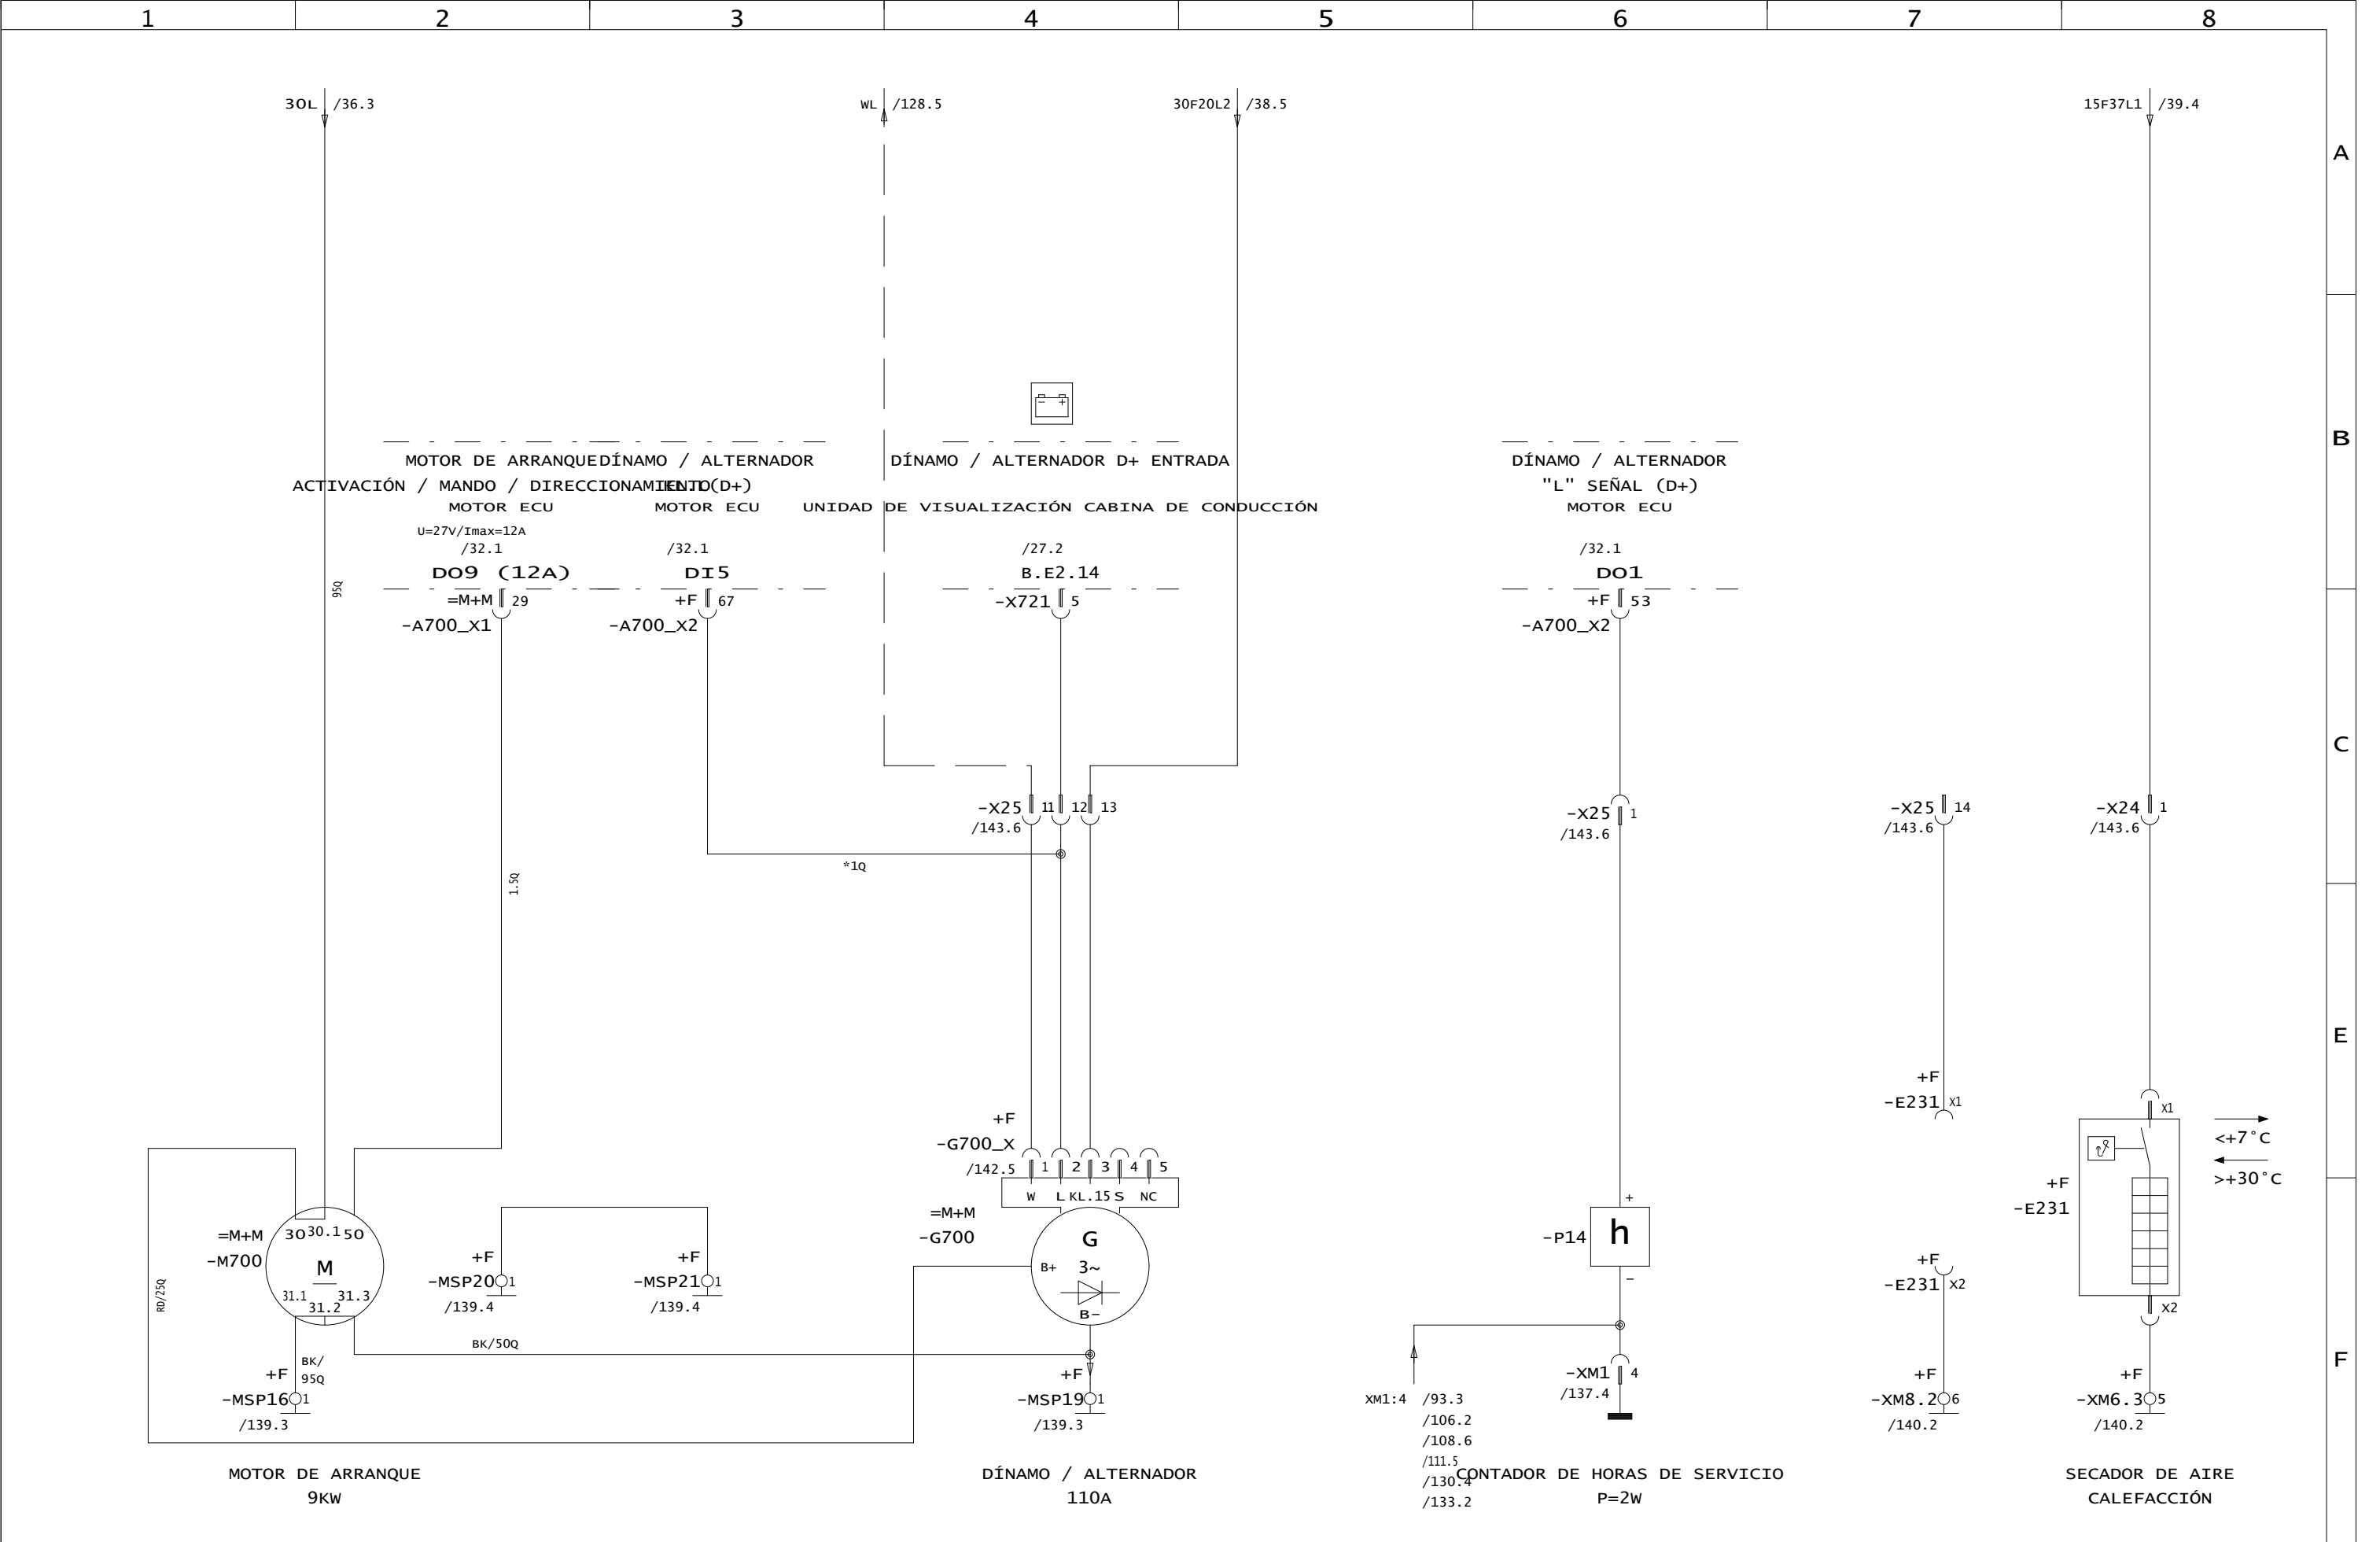 1 2 3 4 5 6 7 8
30L /36.3
WL /128.5
30F20L2 /38.5
15F37L1 /39.4
A
B
MOTOR DE ARRANQUE
ACTIVACIÓN / MANDO / DIRECCIONAMIENTO
MOTOR ECU
U=27V/Imax=12A
/32.1
DO9 (12A)
=M+M 29
-A700_X1
DÍNAMO / ALTERNADOR
(D+)
MOTOR ECU
/32.1
DI5
+F 67
-A700_X2
- +
DÍNAMO / ALTERNADOR D+ ENTRADA
UNIDAD DE VISUALIZACIÓN CABINA DE CONDUCCIÓN
/27.2
B.E2.14
-X721 5
DÍNAMO / ALTERNADOR
"L" SEÑAL (D+)
MOTOR ECU
/32.1
DO1
+F 53
-A700_X2
95Q
C
-X25 11 12 13
/143.6
-X25 1
/143.6
-X25 14
/143.6
-X24 1
/143.6
*1Q
1.5Q
E
+F
-G700_X
/142.5 1 2 3 4 5
W L KL.15 S NC
=M+M
-G700
G
B+ 3~
B-
+F
-E231 X1
X1
<+7°C
>+30°C
+F
-E231
X2
=M+M
-M700
30 30.1 50
M
31.1 31.2 31.3
RD/25Q
+F
-MSP20 1
/139.4
+F
-MSP21 1
/139.4
+
-P14 h
-
+F
-E231 X2
BK/50Q
F
+F BK/
95Q
-MSP16 1
/139.3
+F
-MSP19 1
/139.3
XM1:4 /93.3
/106.2
/108.6
/111.5
/130.4
/133.2
-XM1 4
/137.4
+F
-XM8.2 6
/140.2
+F
-XM6.3 5
/140.2
MOTOR DE ARRANQUE
9KW
DÍNAMO / ALTERNADOR
110A
CONTADOR DE HORAS DE SERVICIO
P=2W
SECADOR DE AIRE
CALEFACCIÓN